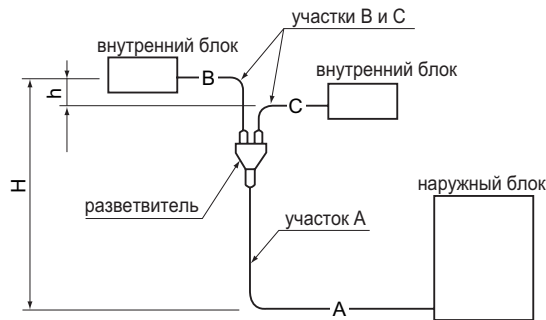 участки B и C
внутренний блок
внутренний блок
B
h
C
H
разветвитель
наружный блок
участок A
A